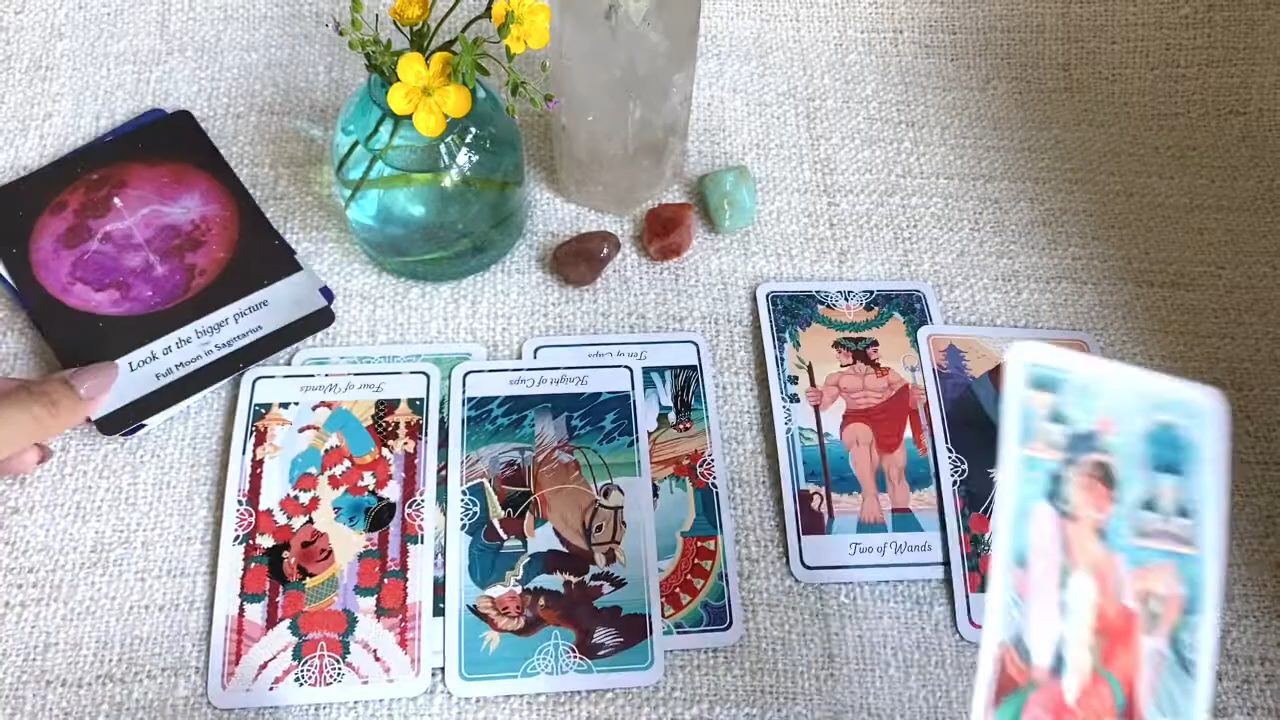 Look at the bigger picture
Full Moon in Sagittarius
Four of Wands
Knight of Cups
Ten of Cups
Two of Wands